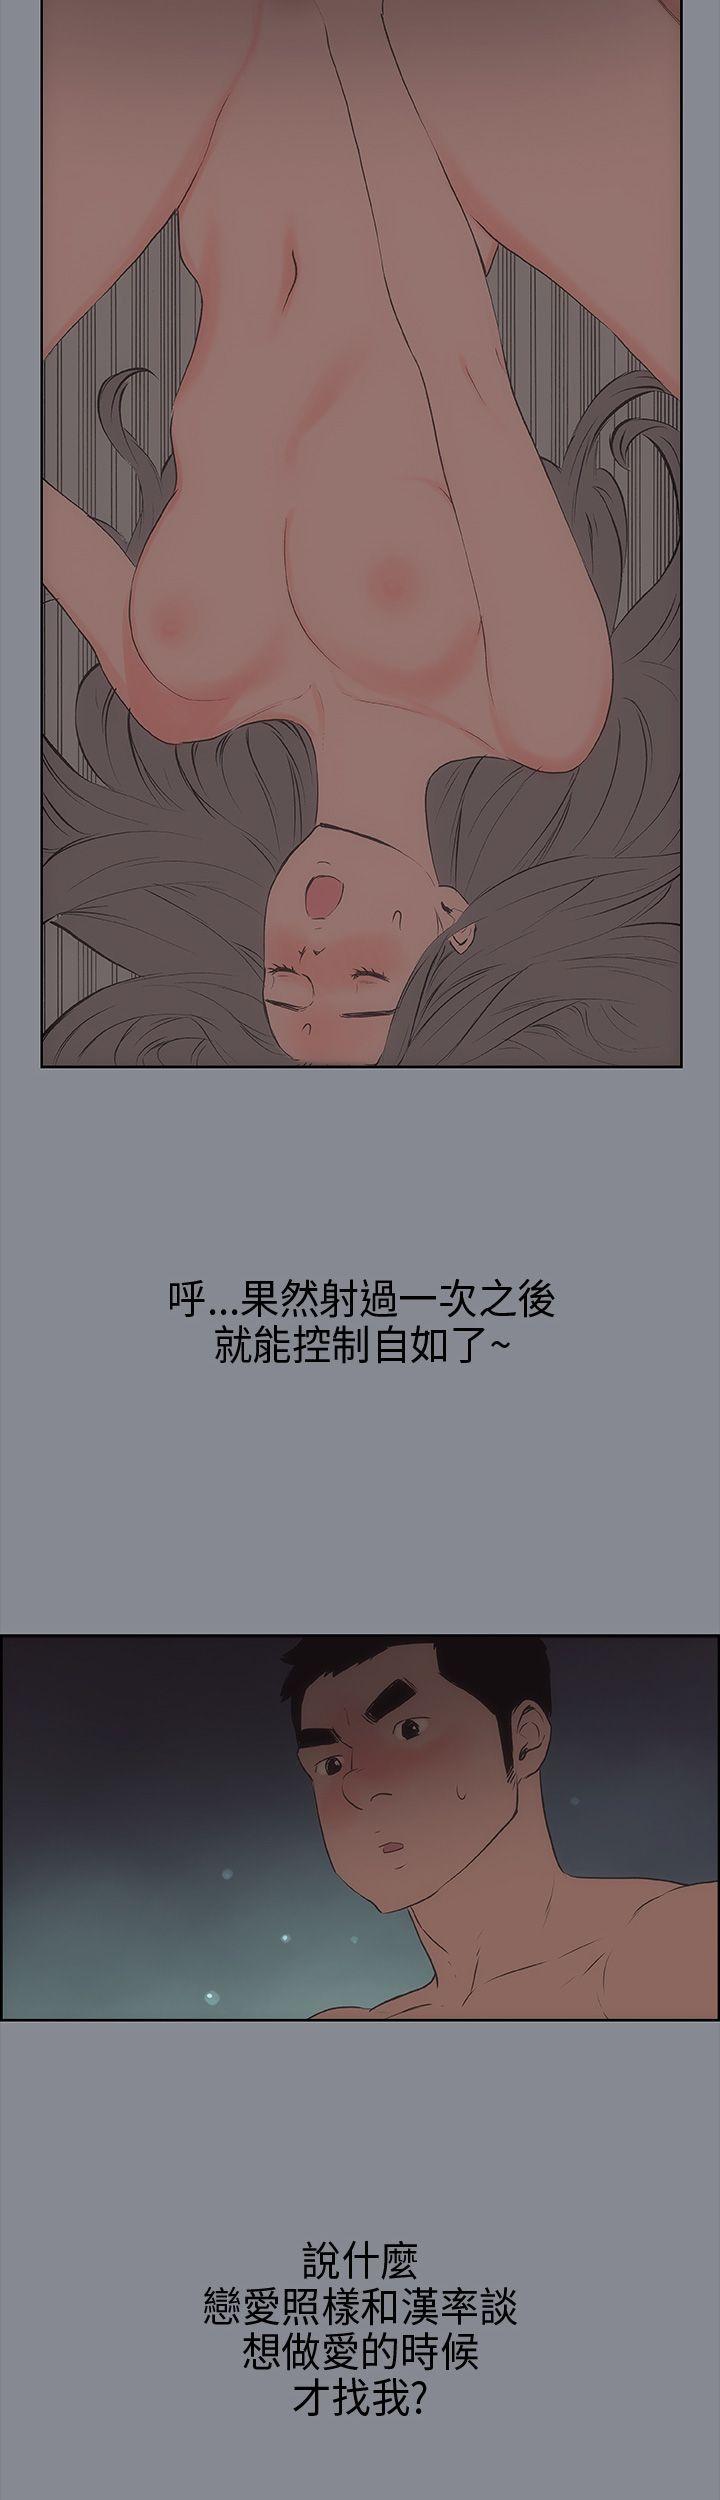 呼...果然射過一次之後
就能控制自如了~
說什麼
戀愛照樣和漢率談
想做愛的時候
才找我?